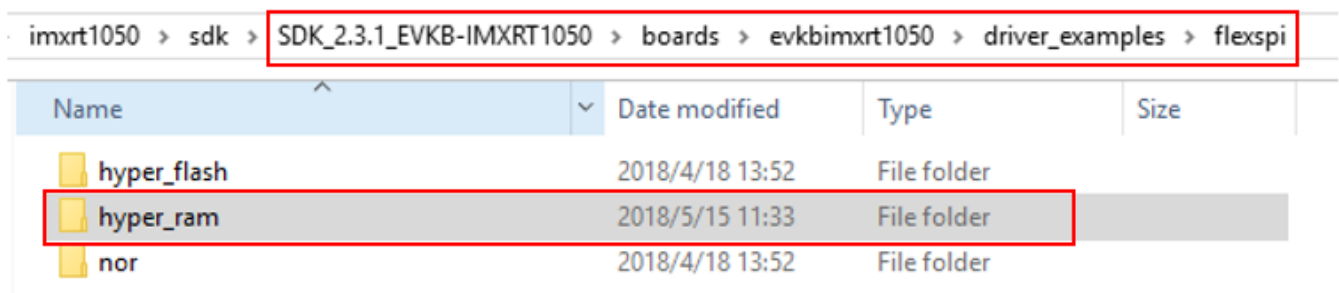 imxrt1050 > sdk > SDK_2.3.1_EVKB-IMXRT1050 > boards > evkbimxrt1050 > driver_examples > flexspi
Name Date modified Type Size
hyper_flash 2018/4/18 13:52 File folder
hyper_ram 2018/5/15 11:33 File folder
nor 2018/4/18 13:52 File folder